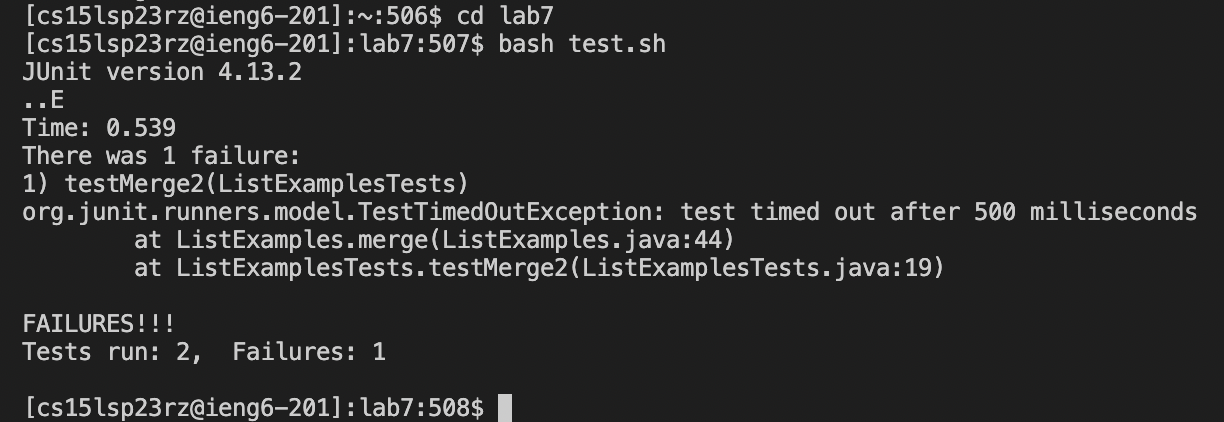 [cs15lsp23rz@ieng6-201]:~:506$ cd lab7
[cs15lsp23rz@ieng6-201]:lab7:507$ bash test.sh
JUnit version 4.13.2
..E
Time: 0.539
There was 1 failure:
1) testMerge2(ListExamplesTests)
org.junit.runners.model.TestTimedOutException: test timed out after 500 milliseconds
        at ListExamples.merge(ListExamples.java:44)
        at ListExamplesTests.testMerge2(ListExamplesTests.java:19)

FAILURES!!!
Tests run: 2,  Failures: 1

[cs15lsp23rz@ieng6-201]:lab7:508$